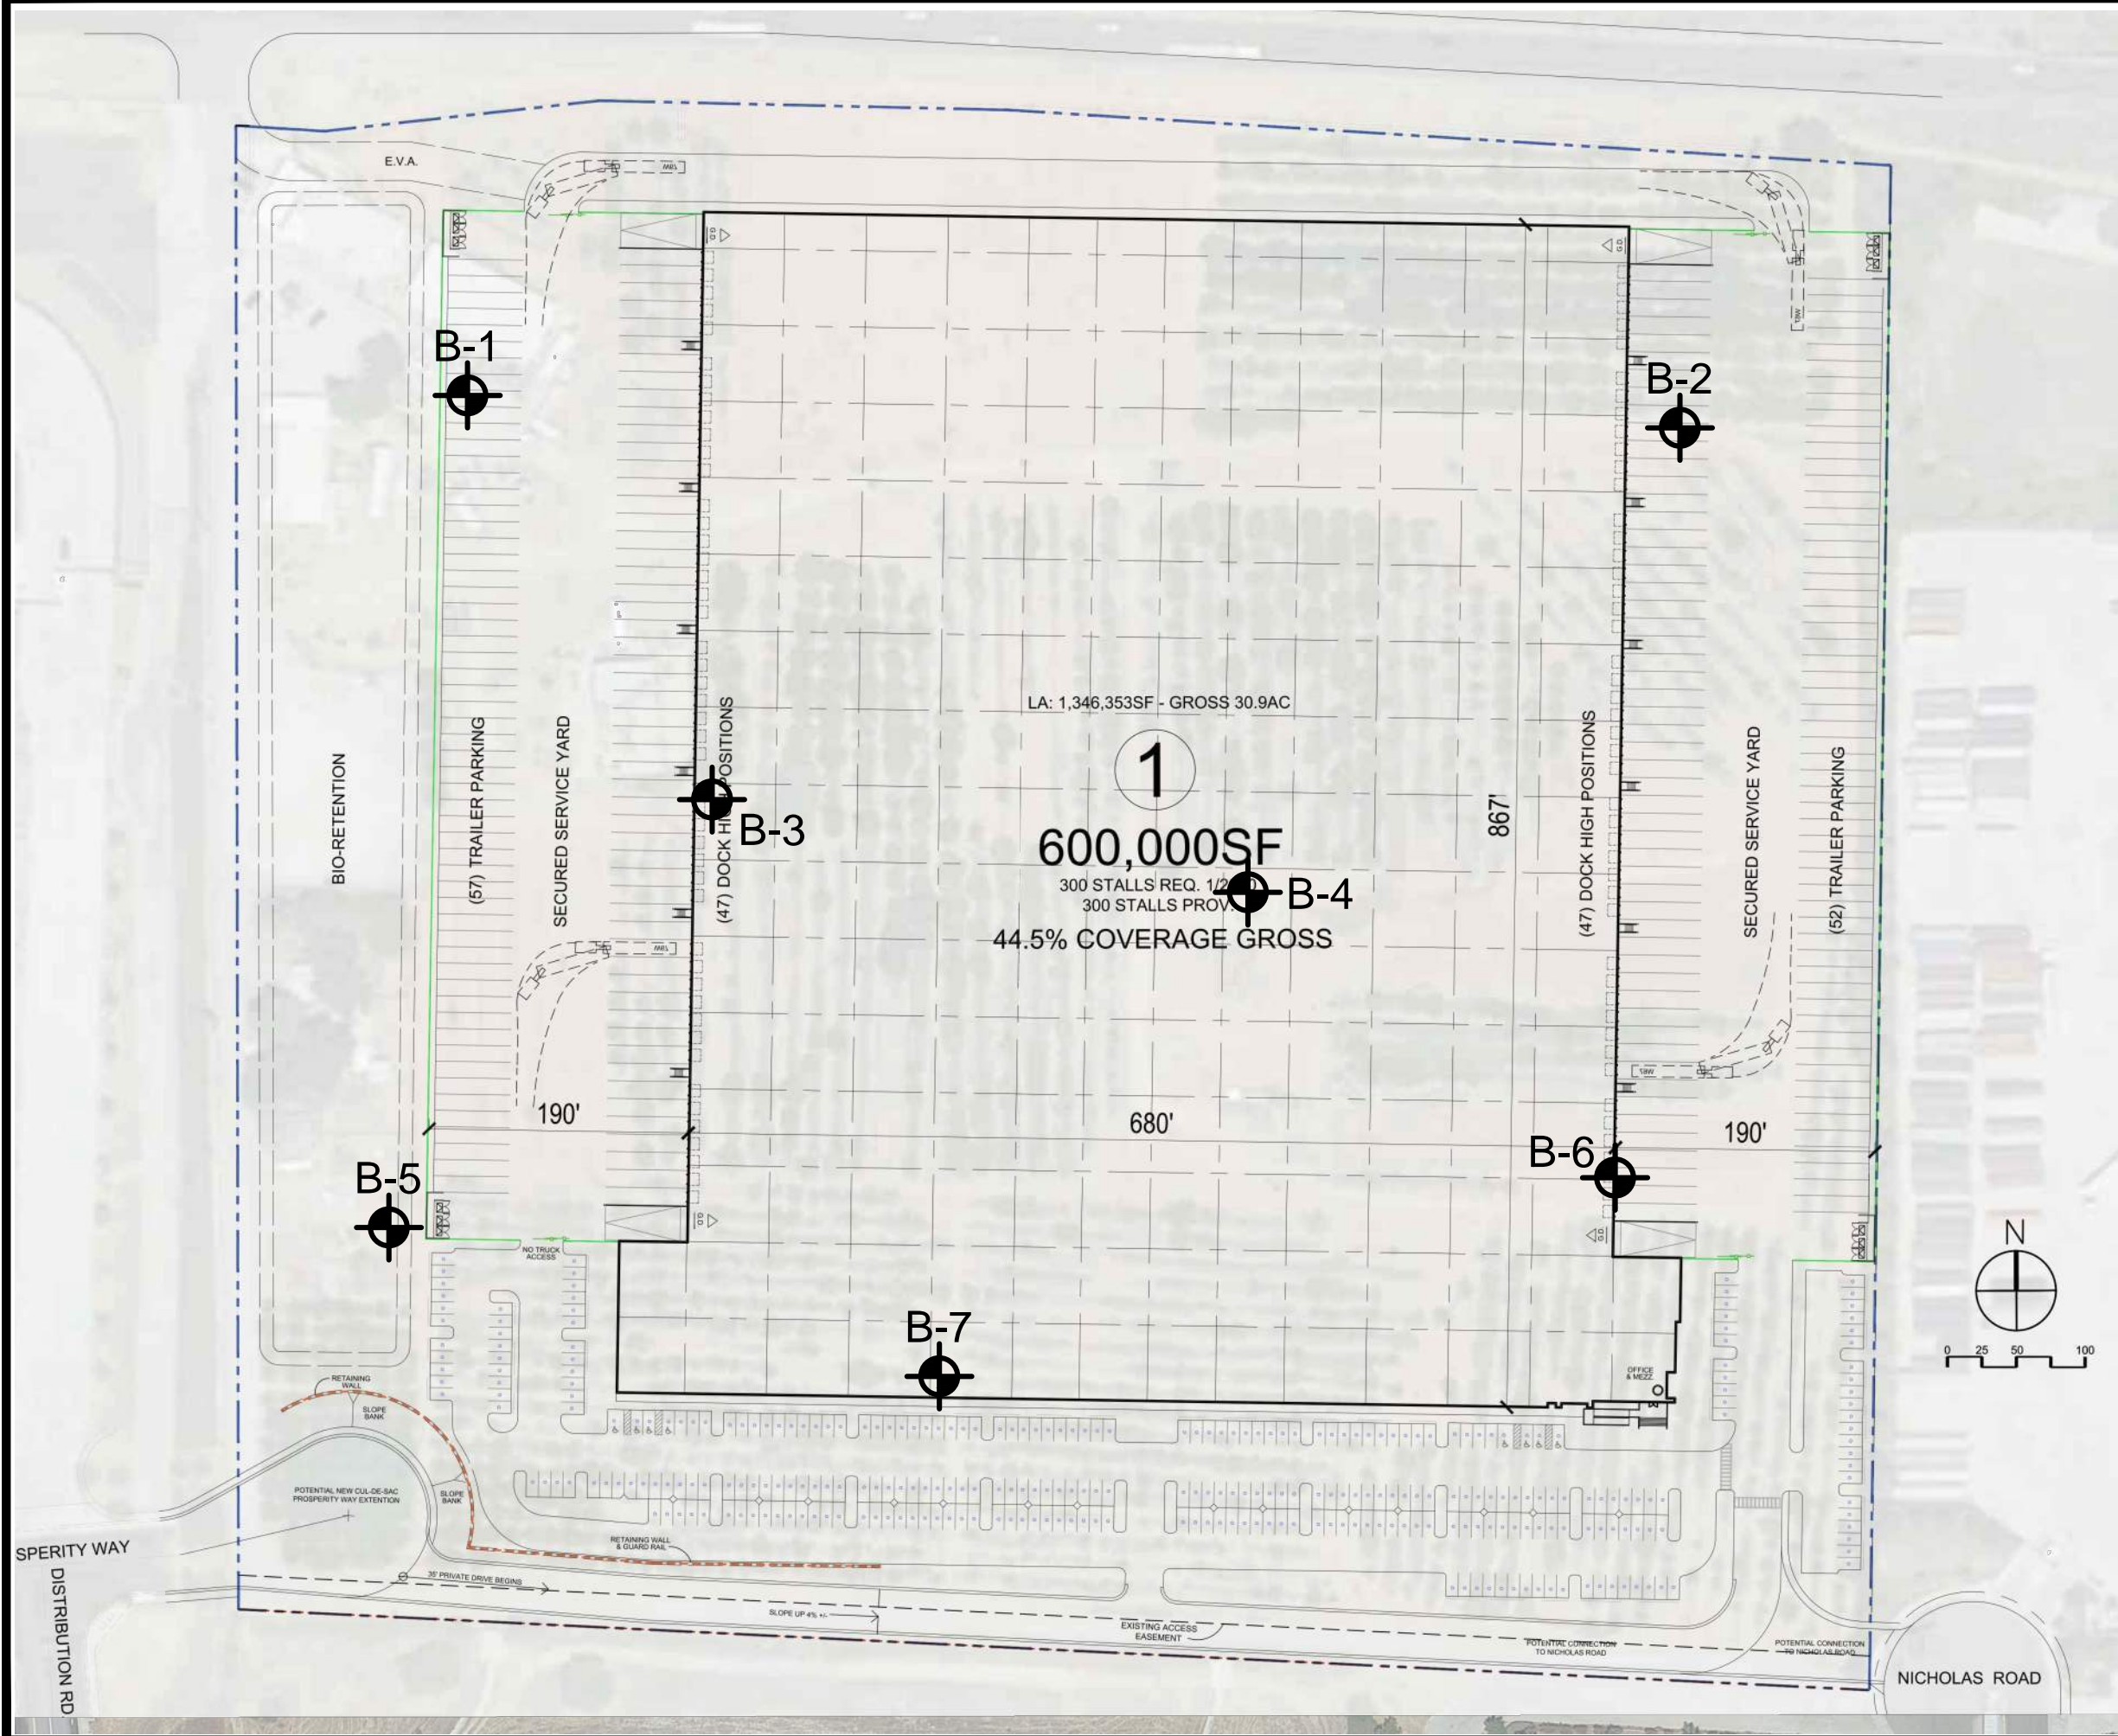 E.V.A.
G.D.
G.D.
B-1
B-2
LA: 1,346,353SF - GROSS 30.9AC
1
600,000SF
300 STALLS REQ. 1/2
300 STALLS PROV.
44.5% COVERAGE GROSS
BIO-RETENTION
(57) TRAILER PARKING
SECURED SERVICE YARD
(47) DOCK HI POSITIONS
B-3
B-4
867'
(47) DOCK HIGH POSITIONS
SECURED SERVICE YARD
(52) TRAILER PARKING
190'
680'
190'
B-5
B-6
G.D.
G.D.
NO TRUCK
ACCESS
B-7
N
0 25 50 100
OFFICE
& MEZZ.
RETAINING
WALL
SLOPE
BANK
SLOPE
BANK
POTENTIAL NEW CUL-DE-SAC
PROSPERITY WAY EXTENTION
RETAINING WALL
& GUARD RAIL
SPERITY WAY
DISTRIBUTION RD.
35' PRIVATE DRIVE BEGINS
SLOPE UP 4% +/-
EXISTING ACCESS
EASEMENT
POTENTIAL CONNECTION
TO NICHOLAS ROAD
POTENTIAL CONNECTION
TO NICHOLAS ROAD
NICHOLAS ROAD